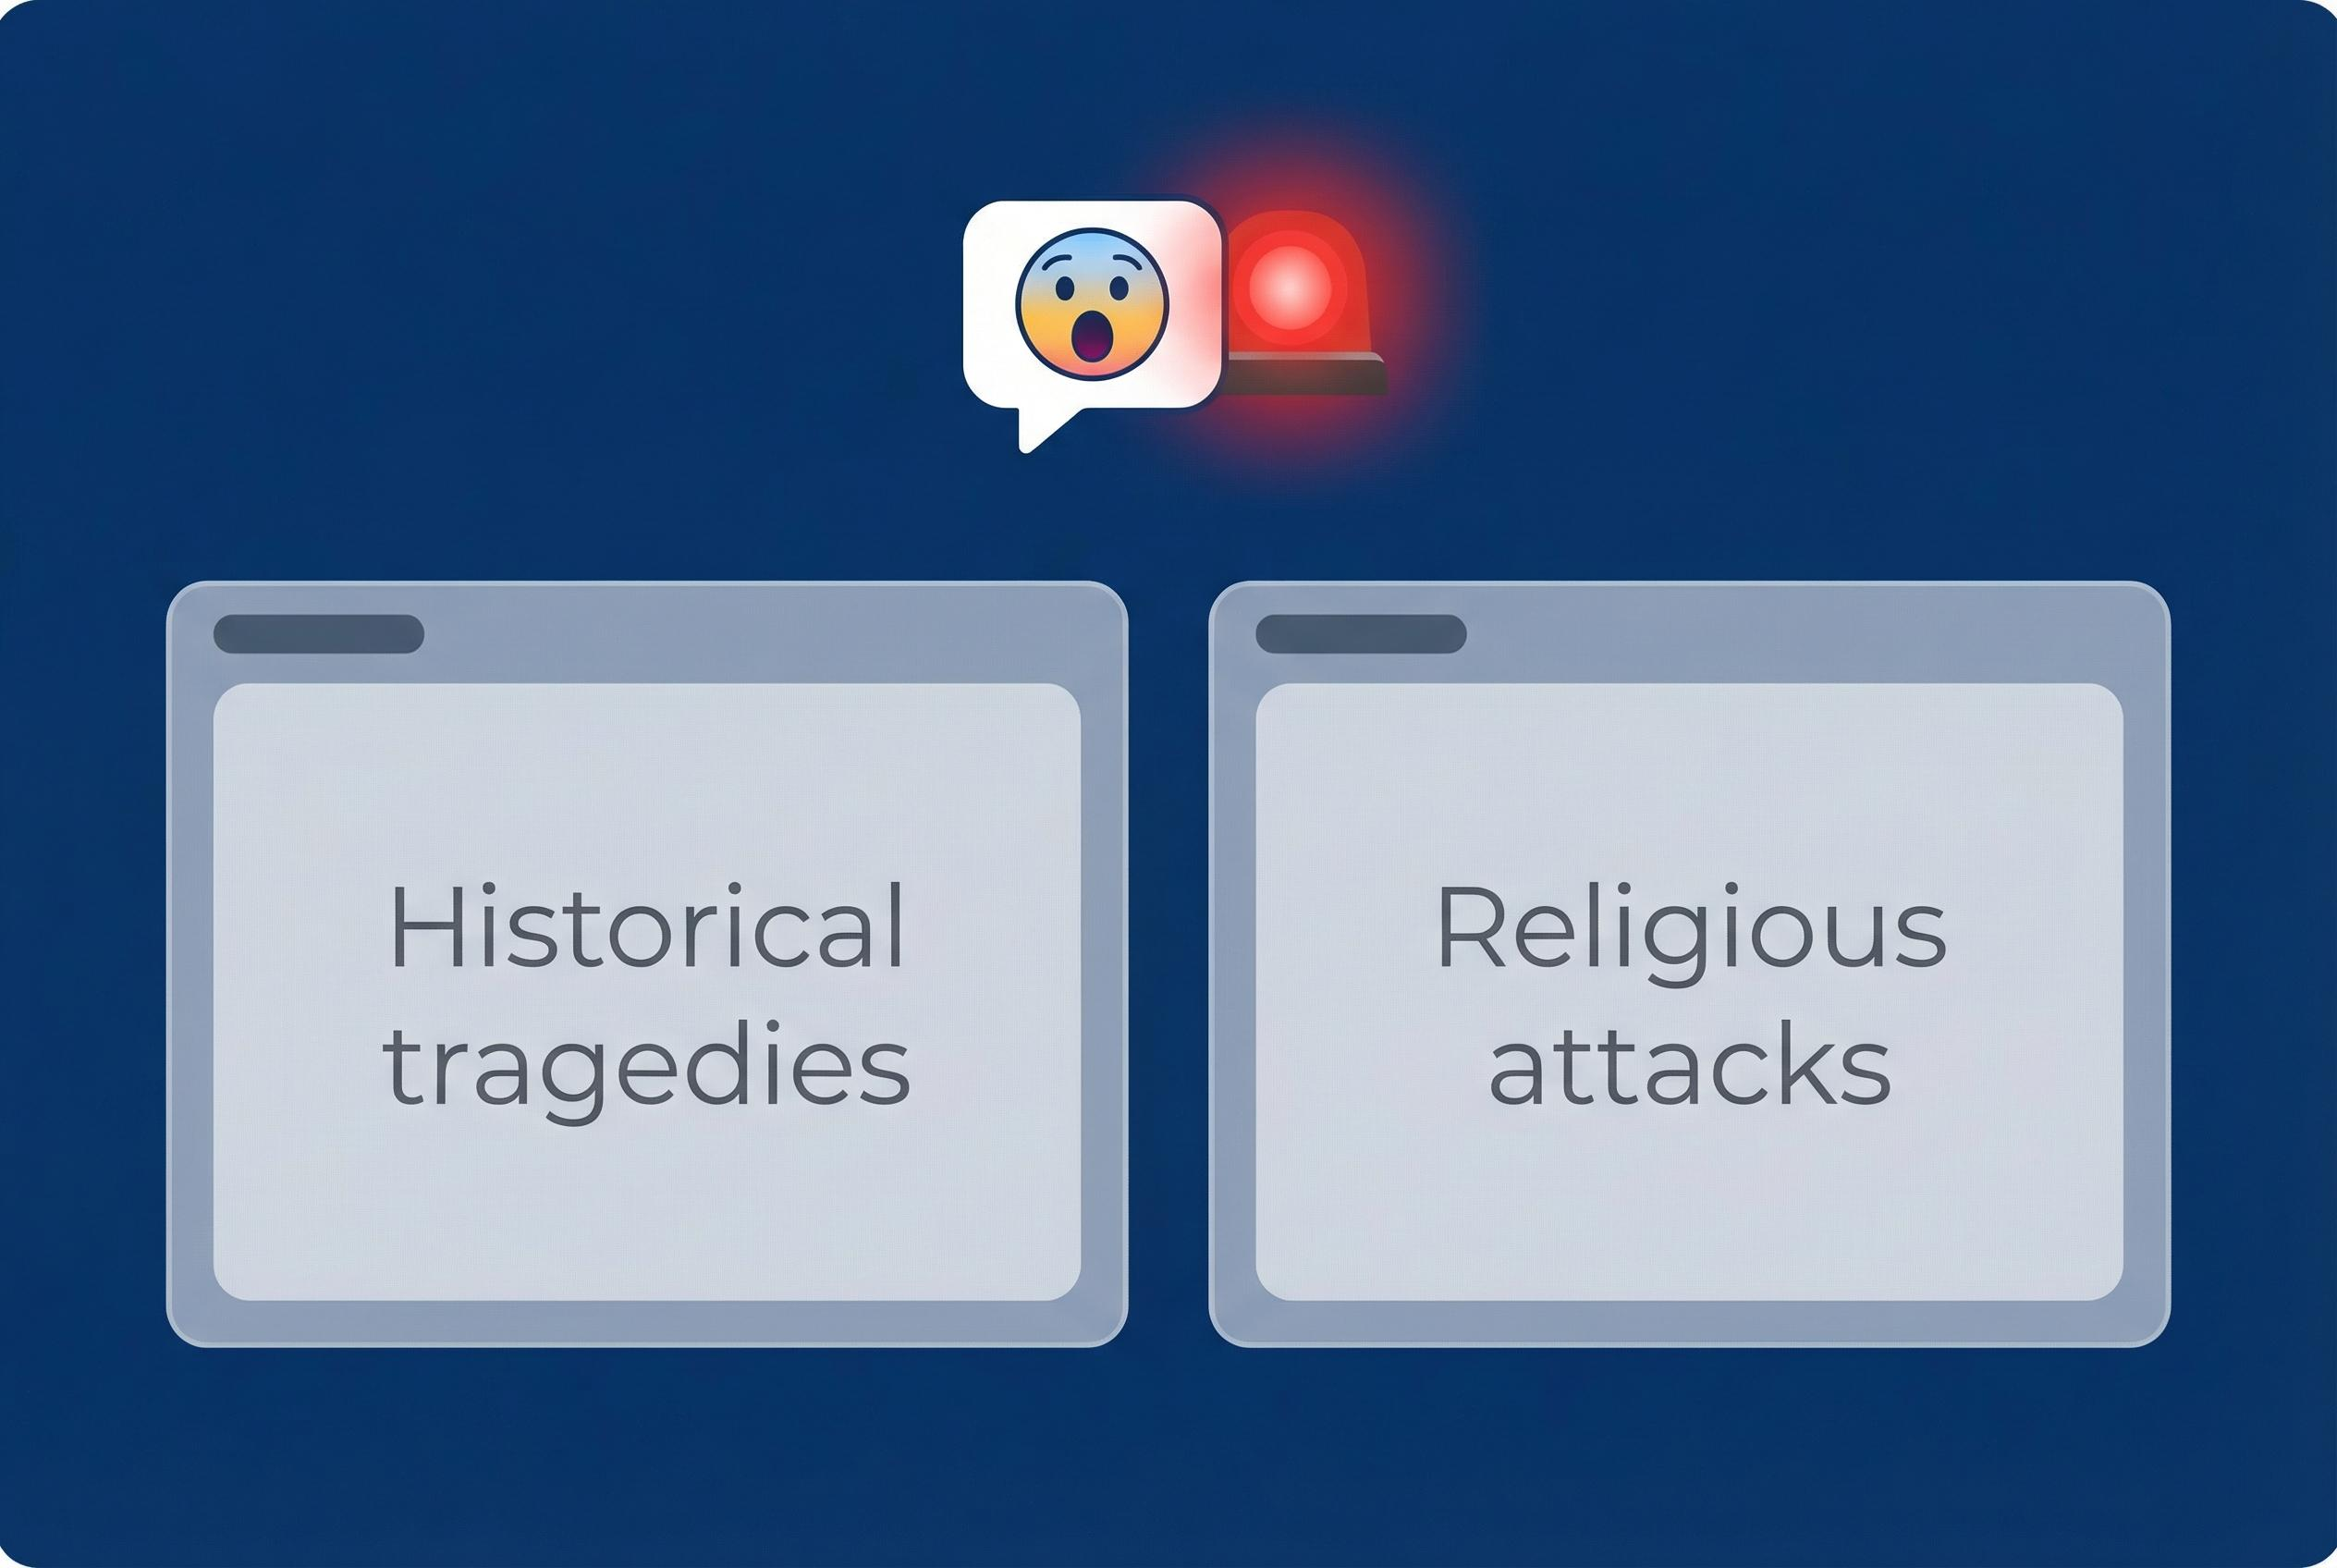 Historical
tragedies
Religious
attacks